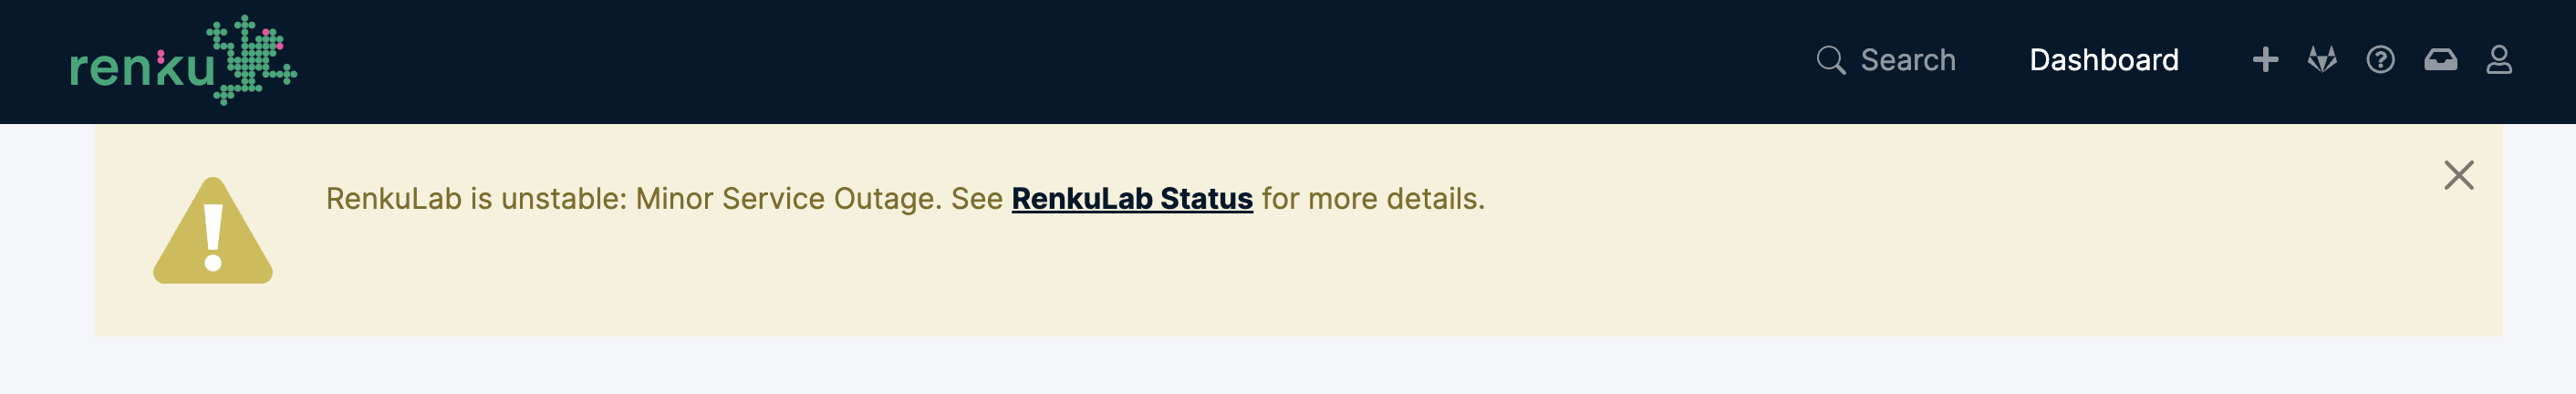 renku
Search
Dashboard
RenkuLab is unstable: Minor Service Outage. See RenkuLab Status for more details.